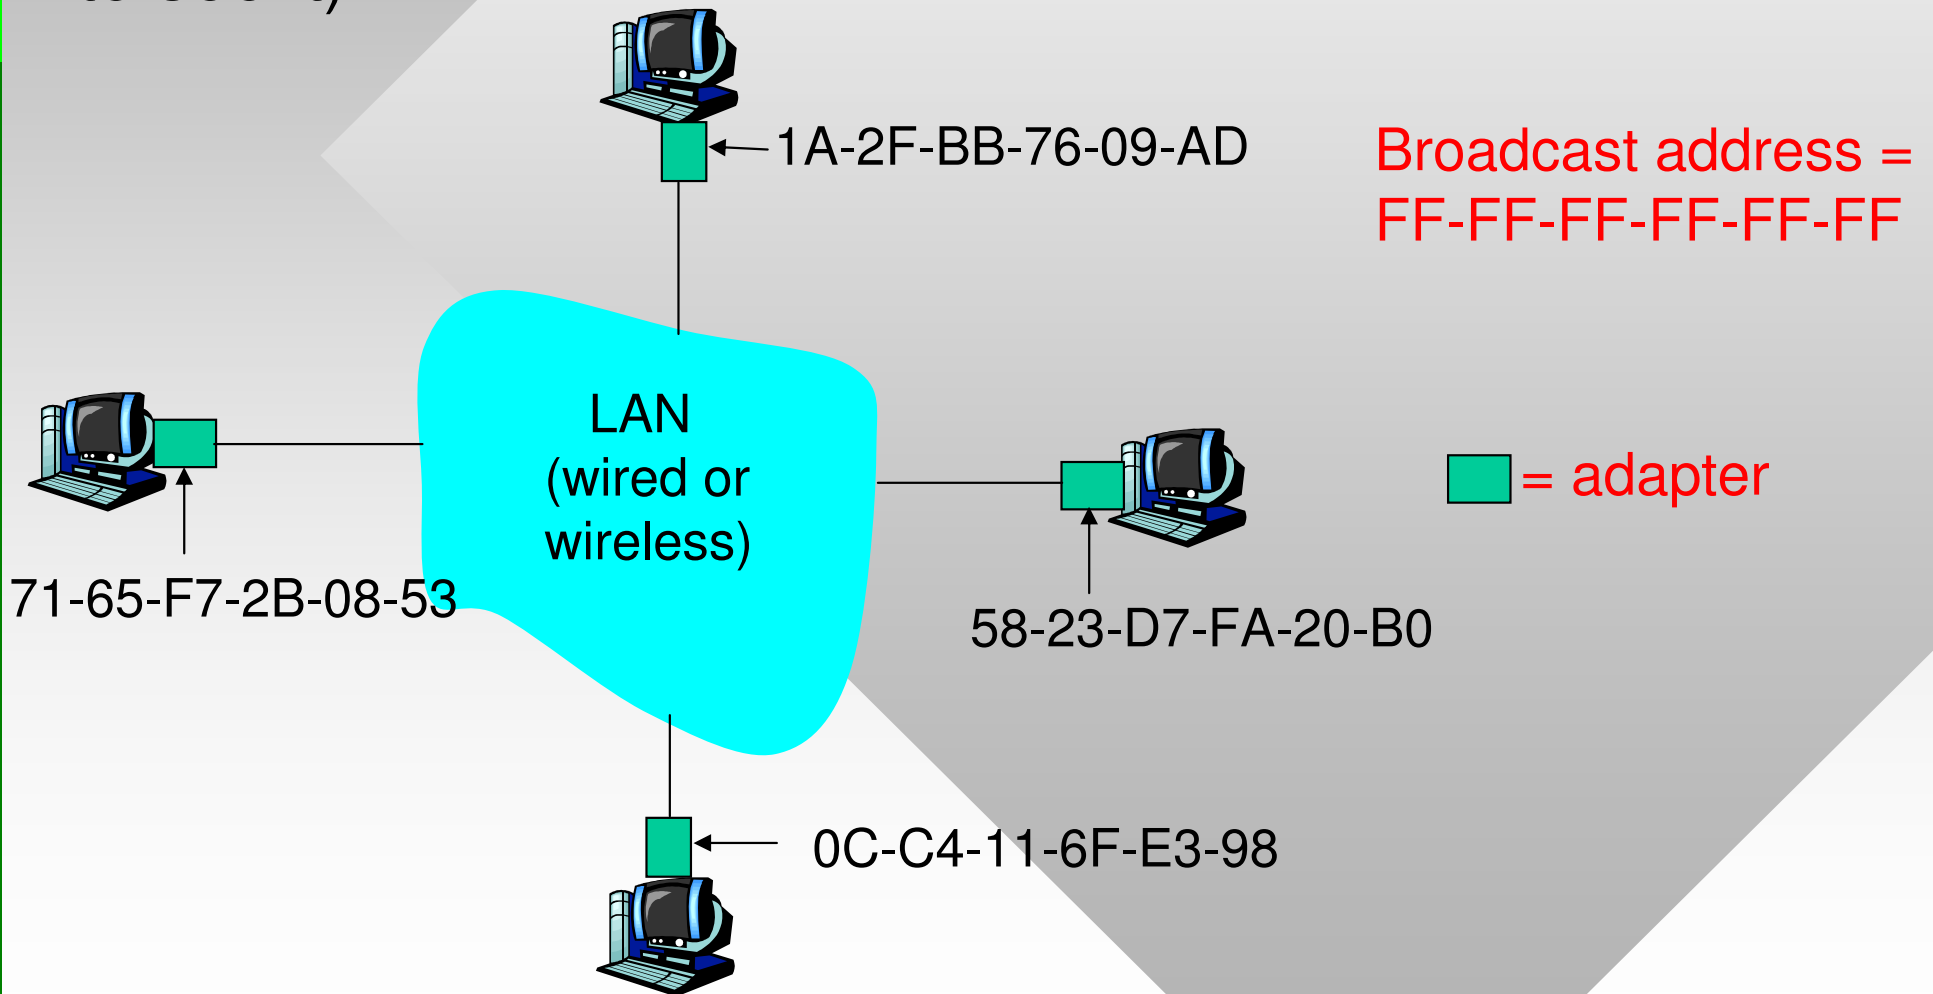 1A-2F-BB-76-09-AD
Broadcast address =
FF-FF-FF-FF-FF-FF
LAN
(wired or
wireless)
= adapter
71-65-F7-2B-08-53
58-23-D7-FA-20-B0
0C-C4-11-6F-E3-98